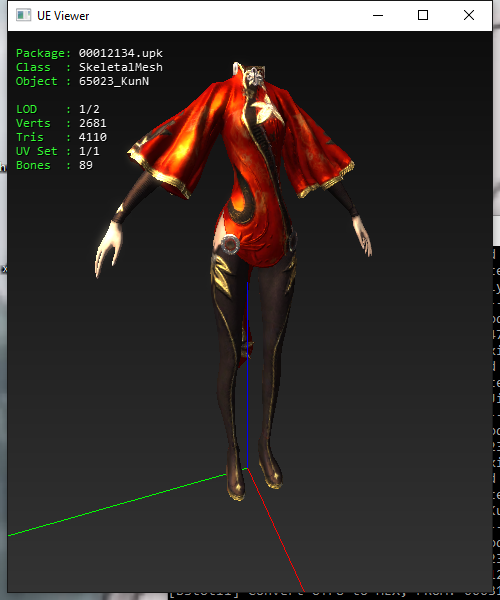 UE Viewer
Package: 00012134.upk
Class : SkeletalMesh
Object : 65023_KunN
LOD : 1/2
Verts : 2681
Tris : 4110
UV Set : 1/1
Bones : 89